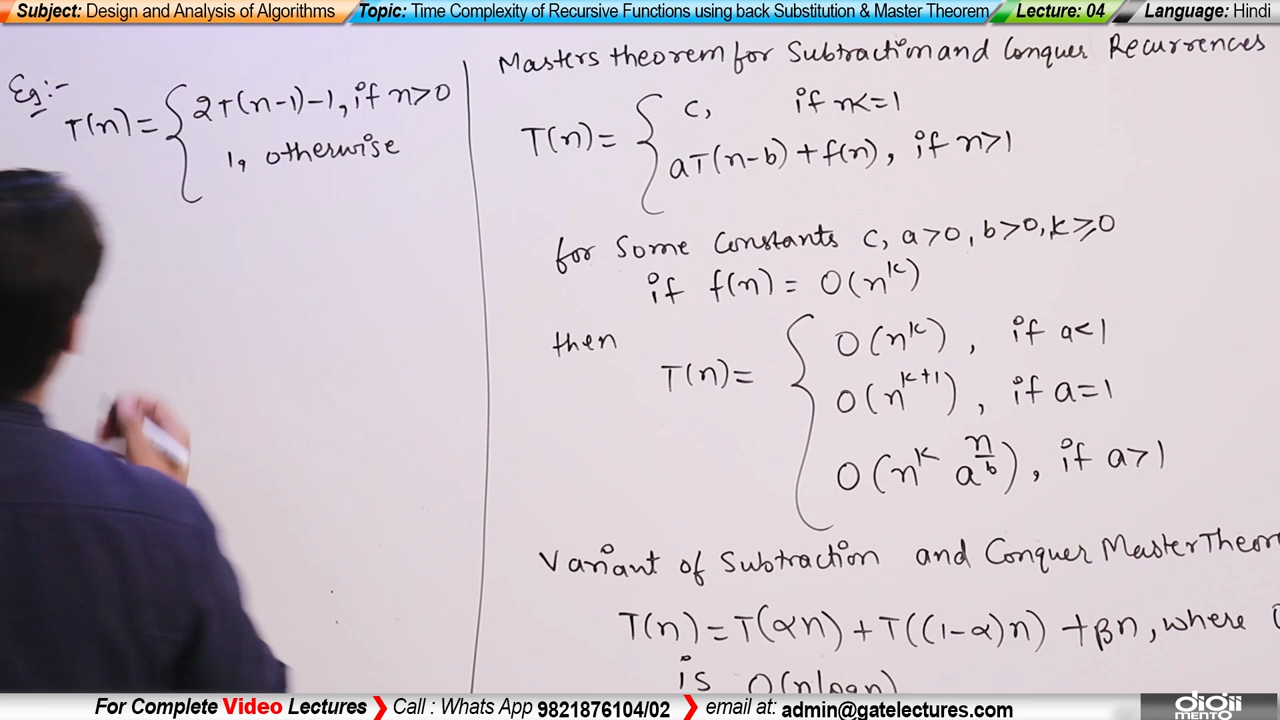 Subject: Design and Analysis of Algorithms Topic: Time Complexity of Recursive Functions using back Substitution & Master Theorem Lecture: 04 Language: Hindi
Eg:-
T(n) = { 2T(n-1)-1, if n>0
1, otherwise
Masters theorem for Subtraction and Conquer Recurrences
T(n) = { c, if n<=1
aT(n-b) + f(n), if n>1
for Some Constants c, a>0, b>0, k≥0
if f(n) = O(n^k)
then T(n) = { O(n^k), if a<1
O(n^{k+1}), if a=1
O(n^k a^{n/b}), if a>1
Variant of Subtraction and Conquer Master Theor
T(n) = T(αn) + T((1-α)n) + βn, where
is O(n log n)
For Complete Video Lectures Call : Whats App 9821876104/02 email at: admin@gatelectures.com
digii
MENTO